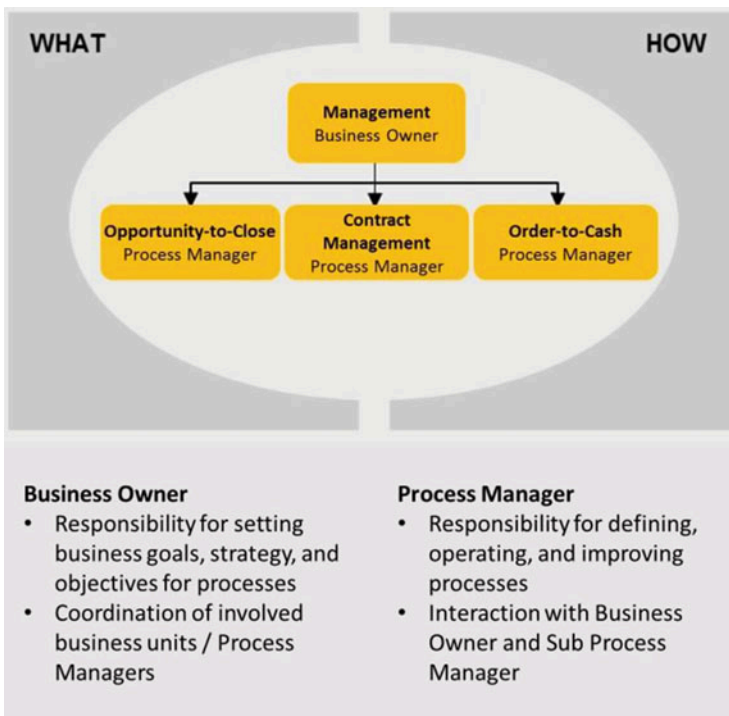 WHAT
HOW
Management
Business Owner
Opportunity-to-Close
Process Manager
Contract
Management
Process Manager
Order-to-Cash
Process Manager
Business Owner
• Responsibility for setting
business goals, strategy, and
objectives for processes
• Coordination of involved
business units / Process
Managers
Process Manager
• Responsibility for defining,
operating, and improving
processes
• Interaction with Business
Owner and Sub Process
Manager